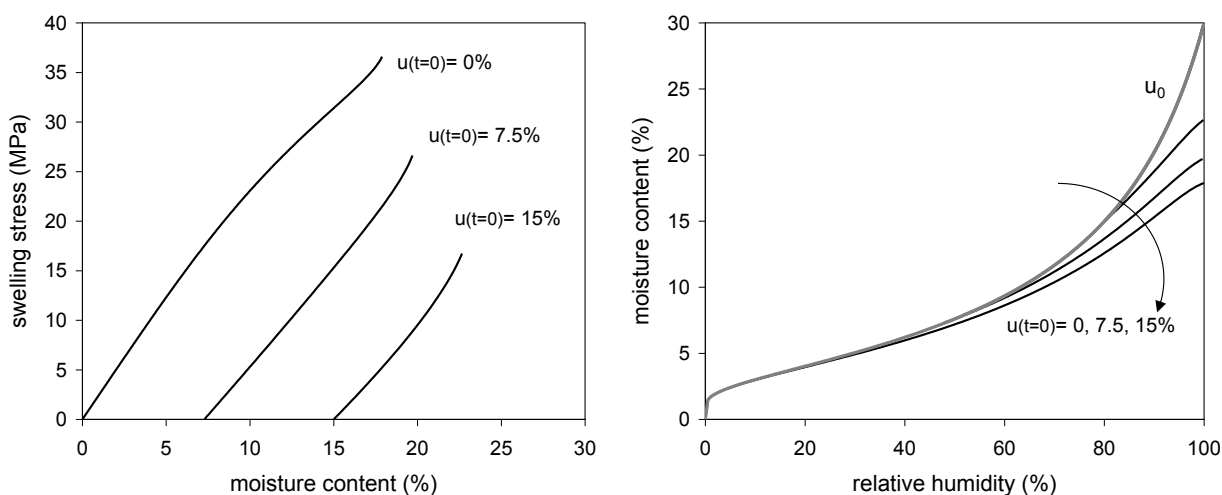 40
35
30
25
20
15
10
5
0
swelling stress (MPa)
u(t=0)= 0%
u(t=0)= 7.5%
u(t=0)= 15%
0 5 10 15 20 25 30
moisture content (%)
30
25
20
15
10
5
0
moisture content (%)
u0
u(t=0)= 0, 7.5, 15%
0 20 40 60 80 100
relative humidity (%)